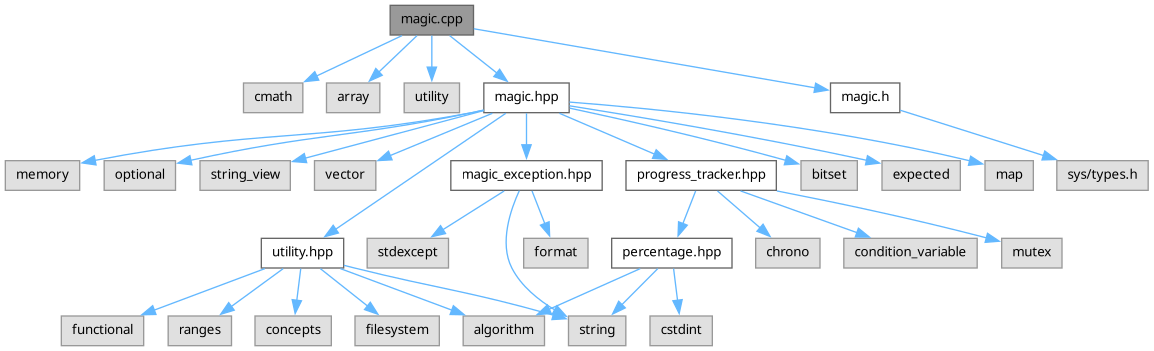 magic.cpp
cmath
array
utility
magic.hpp
magic.h
memory
optional
string_view
vector
magic_exception.hpp
progress_tracker.hpp
bitset
expected
map
sys/types.h
utility.hpp
stdexcept
format
percentage.hpp
chrono
condition_variable
mutex
functional
ranges
concepts
filesystem
algorithm
string
cstdint